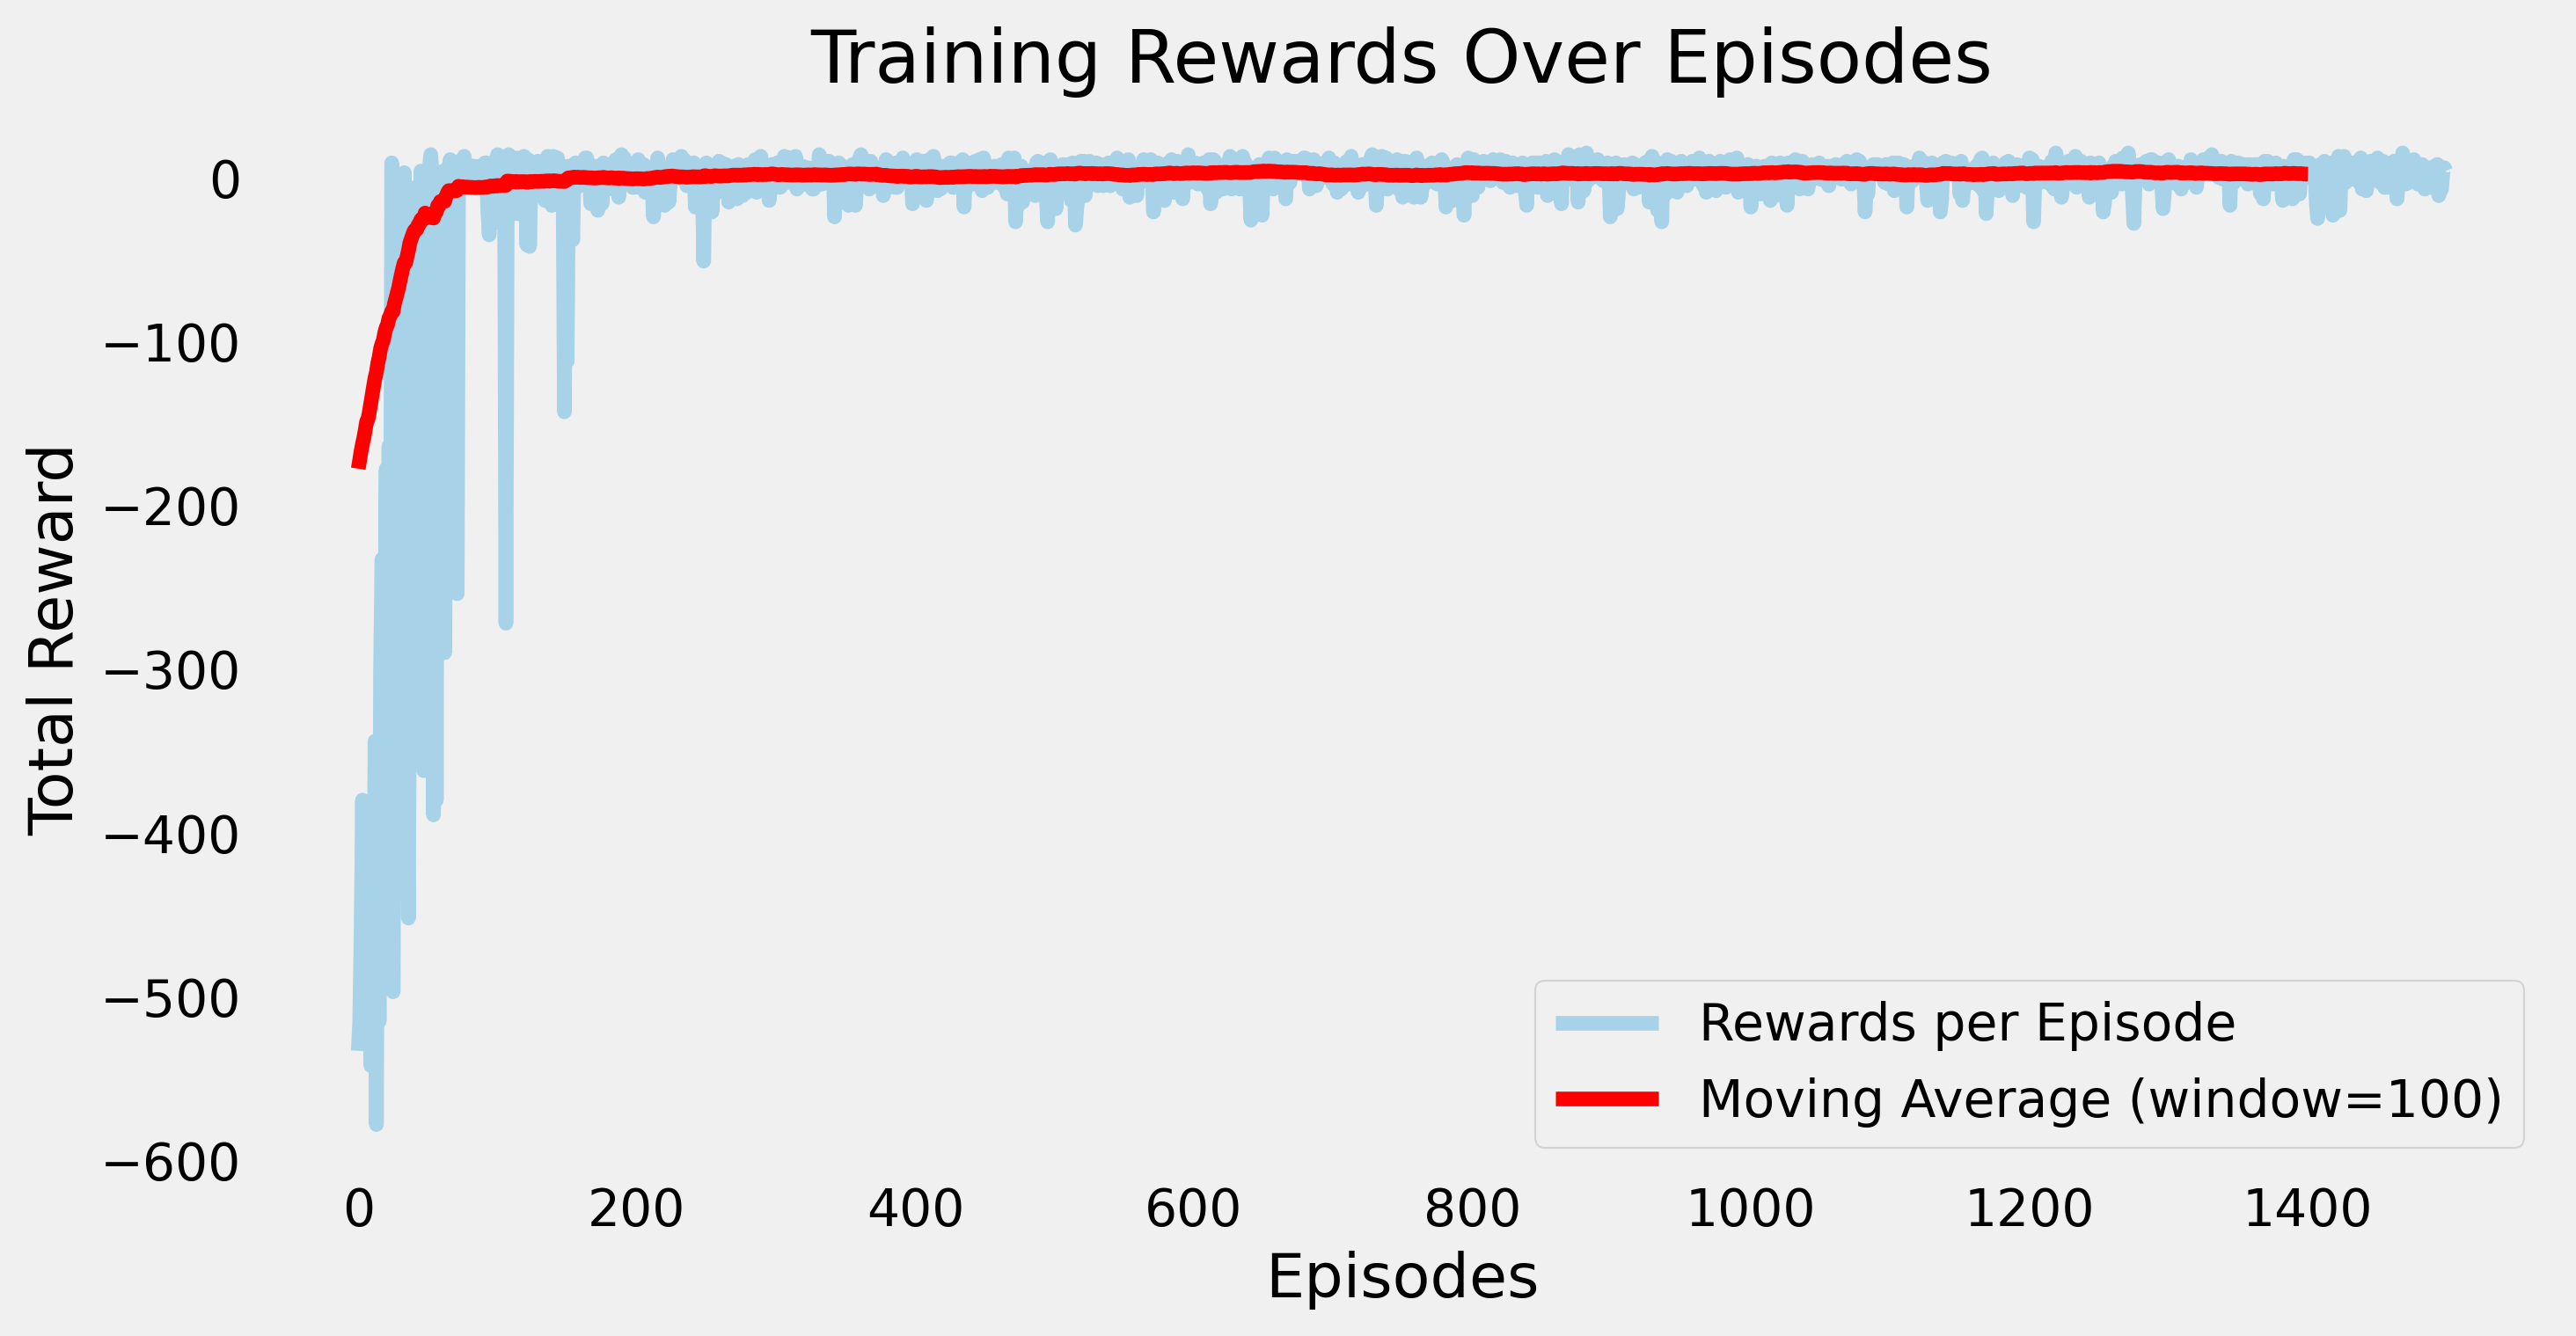 Training Rewards Over Episodes
Total Reward
0
−100
−200
−300
−400
−500
−600
0 200 400 600 800 1000 1200 1400
Episodes
Rewards per Episode
Moving Average (window=100)